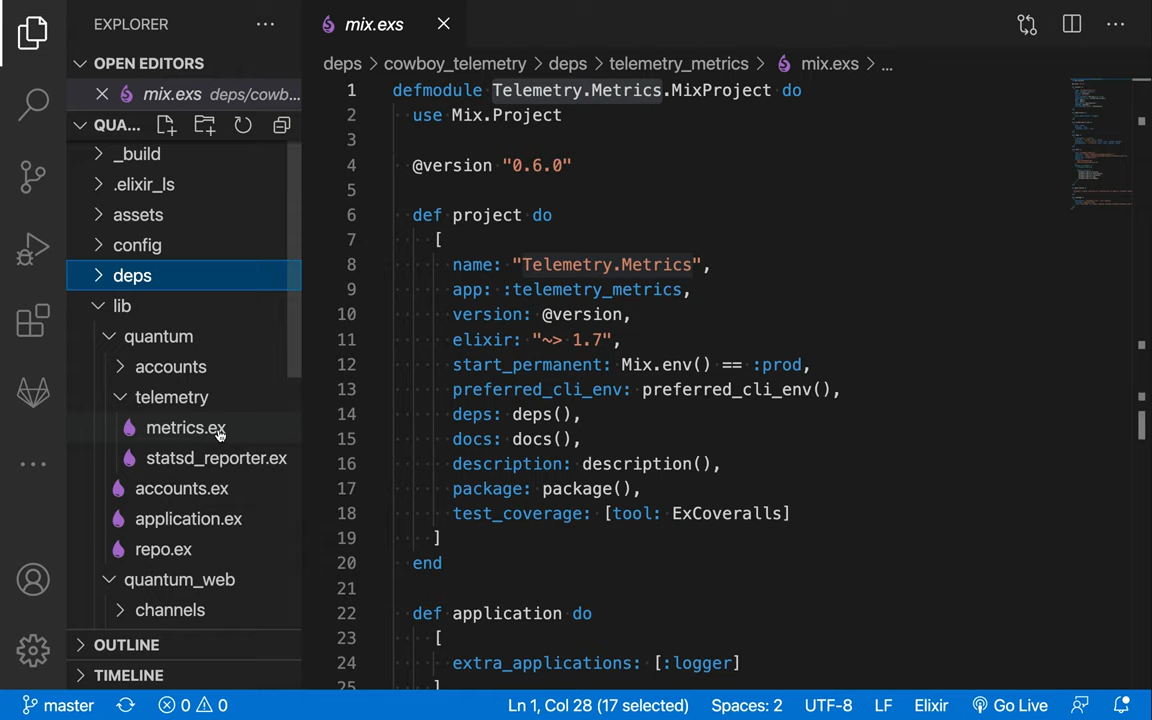 EXPLORER
mix.exs
OPEN EDITORS
mix.exs deps/cowb...
QUA...
_build
.elixir_ls
assets
config
deps
lib
quantum
accounts
telemetry
metrics.ex
statsd_reporter.ex
accounts.ex
application.ex
repo.ex
quantum_web
channels
OUTLINE
TIMELINE
deps > cowboy_telemetry > deps > telemetry_metrics > mix.exs > ...
1 defmodule Telemetry.Metrics.MixProject do
2 use Mix.Project
3
4 @version "0.6.0"
5
6 def project do
7 [
8 name: "Telemetry.Metrics",
9 app: :telemetry_metrics,
10 version: @version,
11 elixir: "~> 1.7",
12 start_permanent: Mix.env() == :prod,
13 preferred_cli_env: preferred_cli_env(),
14 deps: deps(),
15 docs: docs(),
16 description: description(),
17 package: package(),
18 test_coverage: [tool: ExCoveralls]
19 ]
20 end
21
22 def application do
23 [
24 extra_applications: [:logger]
25 ]
master 0 0 Ln 1, Col 28 (17 selected) Spaces: 2 UTF-8 LF Elixir Go Live